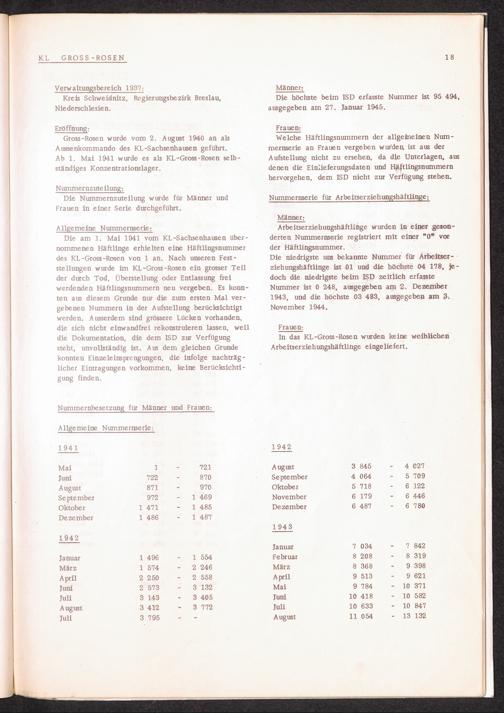 KL GROSS-ROSEN
18
Verwaltungsbereich 1937:
Kreis Schweidnitz, Regierungsbezirk Breslau,
Niederschlesien.
Eröffnung:
Gross-Rosen wurde vom 2. August 1940 an als
Aussenkommando des KL-Sachsenhausen geführt.
Ab 1. Mai 1941 wurde es als KL-Gross-Rosen selb-
ständiges Konzentrationslager.
Nummernzuteilung:
Die Nummernzuteilung wurde für Männer und
Frauen in einer Serie durchgeführt.
Allgemeine Nummernserie:
Die am 1. Mai 1941 vom KL-Sachsenhausen über-
nommenen Häftlinge erhielten eine Häftlingsnummer
des KL-Gross-Rosen von 1 an. Nach unseren Fest-
stellungen wurde im KL-Gross-Rosen ein grosser Teil
der durch Tod, Überstellung oder Entlassung frei
werdenden Häftlingsnummern neu vergeben. Es konn-
ten aus diesem Grunde nur die zum ersten Mal ver-
gebenen Nummern in der Aufstellung berücksichtigt
werden. Ausserdem sind grössere Lücken vorhanden,
die sich nicht einwandfrei rekonstruieren lassen, weil
die Dokumentation, die dem ISD zur Verfügung
steht, unvollständig ist. Aus dem gleichen Grunde
konnten Einzeleinsprengungen, die infolge nachträg-
licher Eintragungen vorkommen, keine Berücksichti-
gung finden.
Männer:
Die höchste beim ISD erfasste Nummer ist 95 494,
ausgegeben am 27. Januar 1945.
Frauen:
Welche Häftlingsnummern der allgemeinen Num-
mernserie an Frauen vergeben wurden, ist aus der
Aufstellung nicht zu ersehen, da die Unterlagen, aus
denen die Einlieferungsdaten und Häftlingsnummern
hervorgehen, dem ISD nicht zur Verfügung stehen.
Nummernserie für Arbeitserziehungshäftlinge:
Männer:
Arbeitserziehungshäftlinge wurden in einer geson-
derten Nummernserie registriert mit einer "0" vor
der Häftlingsnummer.
Die niedrigste uns bekannte Nummer für Arbeitser-
ziehungshäftlinge ist 01 und die höchste 04 178, je-
doch die niedrigste beim ISD zeitlich erfasste
Nummer ist 0 248, ausgegeben am 2. Dezember
1943, und die höchste 03 483, ausgegeben am 3.
November 1944.
Frauen:
In das KL-Gross-Rosen wurden keine weiblichen
Arbeitserziehungshäftlinge eingeliefert.
Nummernbesetzung für Männer und Frauen:
Allgemeine Nummernserie:
1941
Mai 1 - 721
Juni 722 - 870
August 871 - 970
September 972 - 1 469
Oktober 1 471 - 1 485
Dezember 1 486 - 1 487
1942
Januar 1 496 - 1 554
März 1 574 - 2 246
April 2 250 - 2 558
Juni 2 573 - 3 132
Juli 3 143 - 3 405
August 3 412 - 3 772
Juli 3 795 - -
1942
August 3 845 - 4 027
September 4 064 - 5 709
Oktober 5 718 - 6 122
November 6 179 - 6 446
Dezember 6 487 - 6 780
1943
Januar 7 034 - 7 842
Februar 8 208 - 8 319
März 8 368 - 9 398
April 9 513 - 9 621
Mai 9 784 - 10 371
Juni 10 418 - 10 582
Juli 10 633 - 10 847
August 11 054 - 13 132